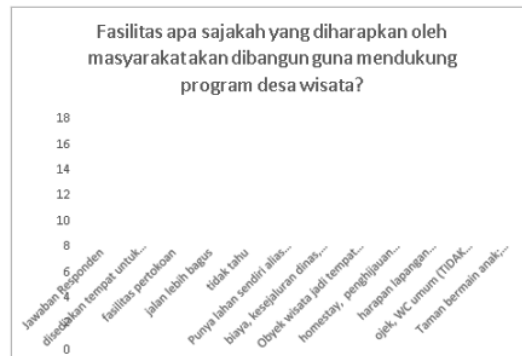 Fasilitas apa sajakah yang diharapkan oleh
masyarakat akan dibangun guna mendukung
program desa wisata?
18
16
14
12
10
8
6
4
2
0
Jawaban Responden
disediakan tempat untuk...
fasilitas pertokoan
jalan lebih bagus
tidak tahu
Punya lahan sendiri alias...
biaya, kesejaluran dinas,...
Obyek wisata jadi tempat...
homestay, penghijauan...
harapan lapangan...
ojek, WC umum (TIDAK...
Taman bermain anak;...